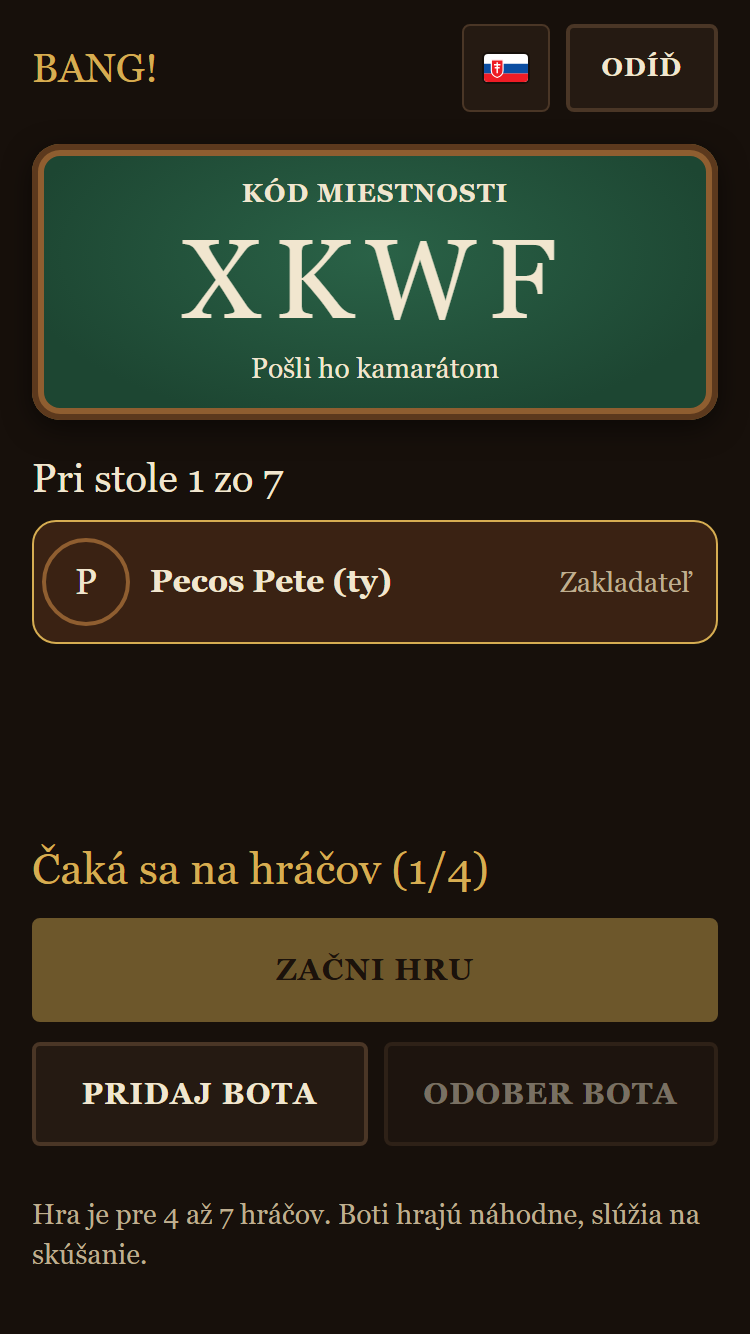 BANG!
ODÍĎ
KÓD MIESTNOSTI
XKWF
Pošli ho kamarátom
Pri stole 1 zo 7
P
Pecos Pete (ty)
Zakladateľ
Čaká sa na hráčov (1/4)
ZAČNI HRU
PRIDAJ BOTA
ODOBER BOTA
Hra je pre 4 až 7 hráčov. Boti hrajú náhodne, slúžia na
skúšanie.